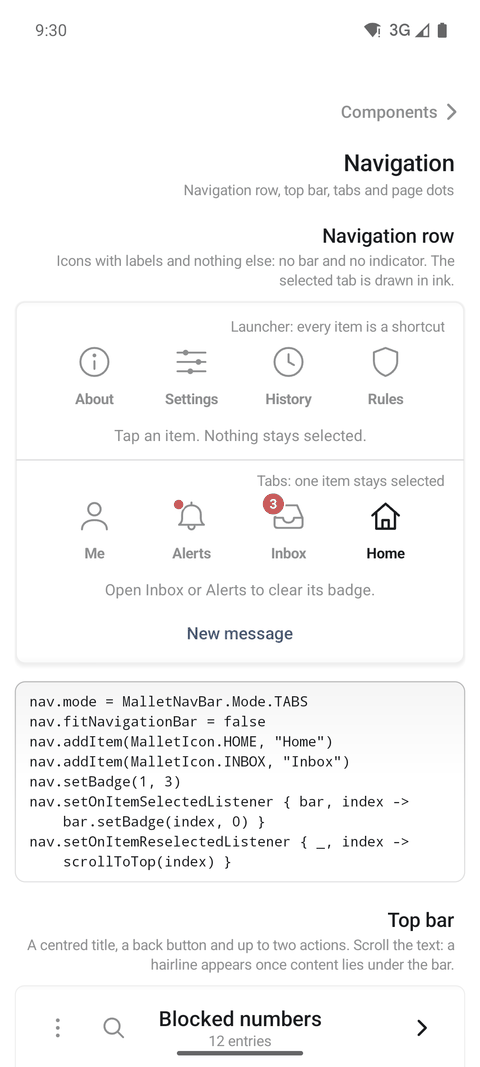 9:30
3G
Components
Navigation
Navigation row, top bar, tabs and page dots
Navigation row
Icons with labels and nothing else: no bar and no indicator. The
selected tab is drawn in ink.
Launcher: every item is a shortcut
About Settings History Rules
Tap an item. Nothing stays selected.
Tabs: one item stays selected
3
Me Alerts Inbox Home
Open Inbox or Alerts to clear its badge.
New message
nav.mode = MalletNavBar.Mode.TABS
nav.fitNavigationBar = false
nav.addItem(MalletIcon.HOME, "Home")
nav.addItem(MalletIcon.INBOX, "Inbox")
nav.setBadge(1, 3)
nav.setOnItemSelectedListener { bar, index ->
    bar.setBadge(index, 0) }
nav.setOnItemReselectedListener { _, index ->
    scrollToTop(index) }
Top bar
A centred title, a back button and up to two actions. Scroll the text: a
hairline appears once content lies under the bar.
Blocked numbers
12 entries